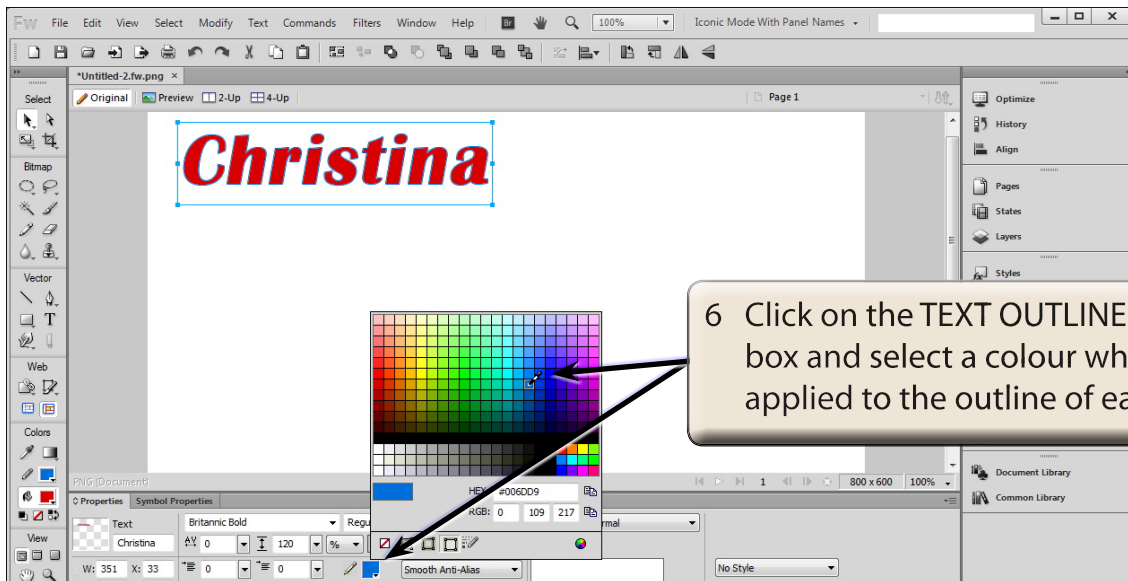 Fw File Edit View Select Modify Text Commands Filters Window Help Br 100% Iconic Mode With Panel Names
*Untitled-2.fw.png ×
Original Preview 2-Up 4-Up Page 1
Select
Bitmap
Vector
Web
Colors
View
Christina
Optimize
History
Align
Pages
States
Layers
Styles
Document Library
Common Library
6 Click on the TEXT OUTLINE
box and select a colour wh
applied to the outline of ea
PNG (Document) 1 800 x 600 100%
HEX: #006DD9
RGB: 0 109 217
Properties Symbol Properties
Text Britannic Bold Regu rmal
Christina AV 0 120 %
W: 351 X: 33 0 0 Smooth Anti-Alias No Style